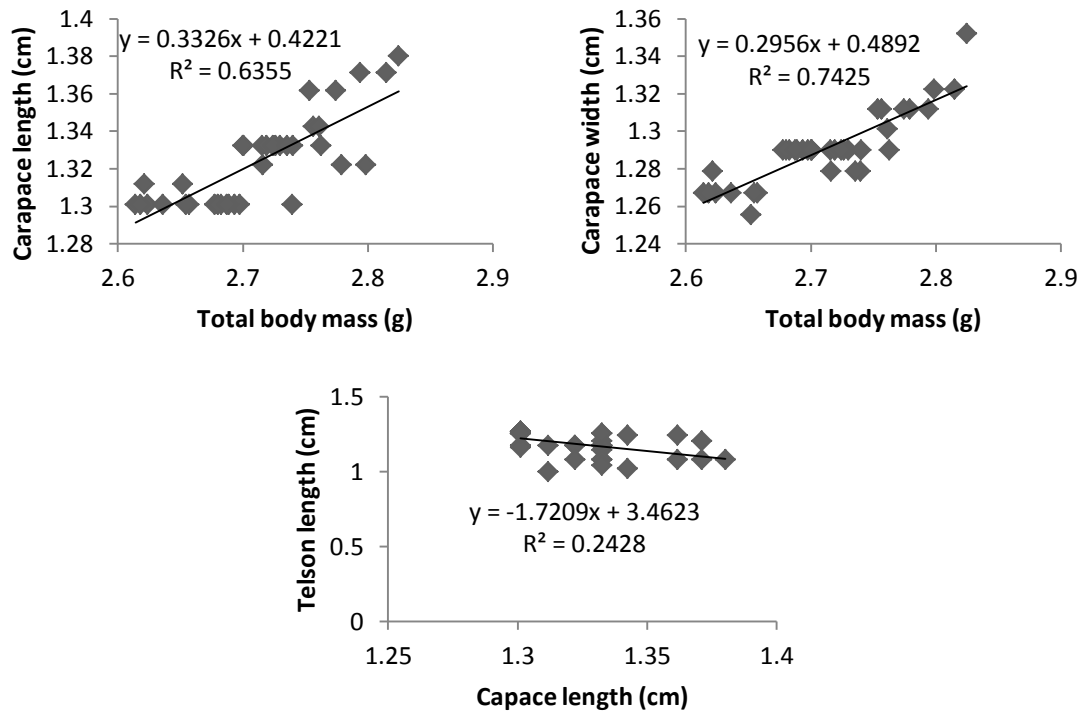 Carapace length (cm)
1.4
1.38
1.36
1.34
1.32
1.3
1.28
y = 0.3326x + 0.4221
R² = 0.6355
2.6 2.7 2.8 2.9
Total body mass (g)
Carapace width (cm)
1.36
1.34
1.32
1.3
1.28
1.26
1.24
y = 0.2956x + 0.4892
R² = 0.7425
2.6 2.7 2.8 2.9
Total body mass (g)
Telson length (cm)
1.5
1
0.5
0
y = -1.7209x + 3.4623
R² = 0.2428
1.25 1.3 1.35 1.4
Capace length (cm)